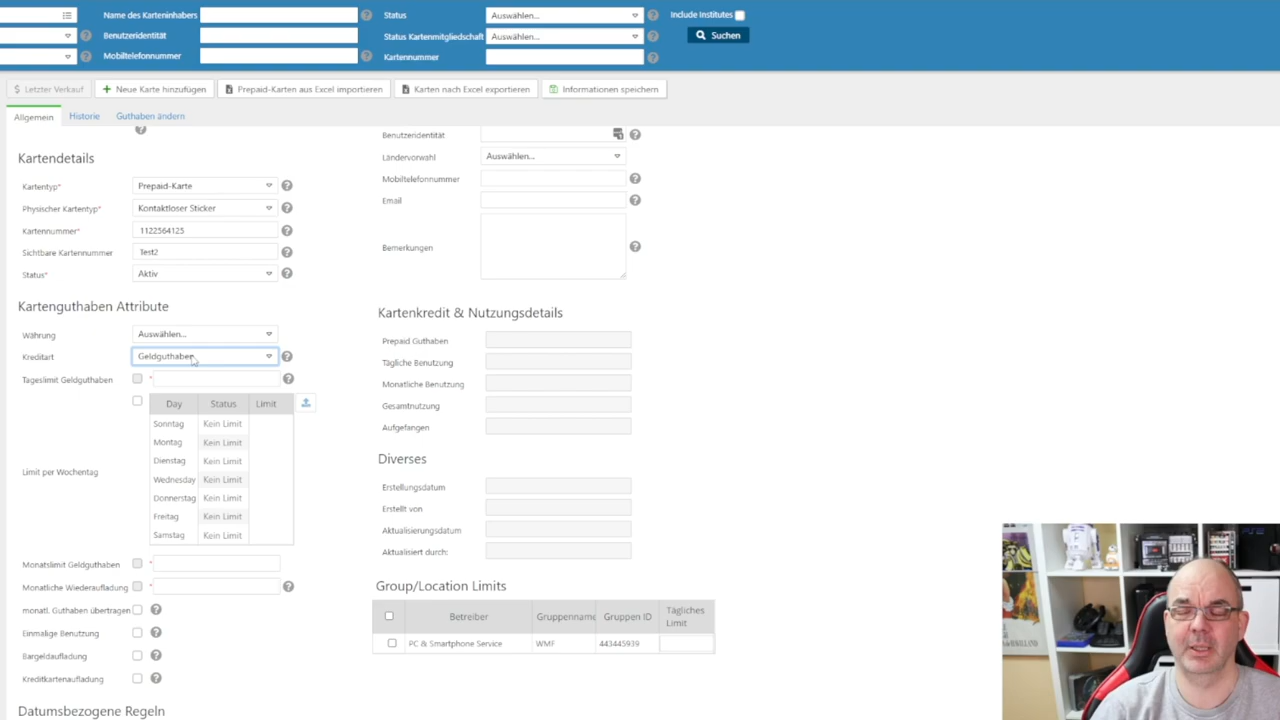 Name des Karteninhabers
Status
Auswählen...
Include Institutes
Benutzeridentität
Status Kartenmitgliedschaft
Auswählen...
Suchen
Mobiltelefonnummer
Kartennummer
Letzter Verkauf
Neue Karte hinzufügen
Prepaid-Karten aus Excel importieren
Karten nach Excel exportieren
Informationen speichern
Allgemein
Historie
Guthaben ändern
Kartendetails
Kartentyp*
Prepaid-Karte
Physischer Kartentyp*
Kontaktloser Sticker
Kartennummer*
1122564125
Sichtbare Kartennummer
Test2
Status*
Aktiv
Kartenguthaben Attribute
Währung
Auswählen...
Kreditart
Geldguthaben
Tageslimit Geldguthaben
*
Day Status Limit
Sonntag Kein Limit
Montag Kein Limit
Dienstag Kein Limit
Limit per Wochentag
Wednesday Kein Limit
Donnerstag Kein Limit
Freitag Kein Limit
Samstag Kein Limit
Monatslimit Geldguthaben
*
Monatliche Wiederaufladung
*
monatl. Guthaben übertragen
Einmalige Benutzung
Bargeldaufladung
Kreditkartenaufladung
Datumsbezogene Regeln
Benutzeridentität
Ländervorwahl
Auswählen...
Mobiltelefonnummer
Email
Bemerkungen
Kartenkredit & Nutzungsdetails
Prepaid Guthaben
Tägliche Benutzung
Monatliche Benutzung
Gesamtnutzung
Aufgefangen
Diverses
Erstellungsdatum
Erstellt von
Aktualisierungsdatum
Aktualisiert durch:
Group/Location Limits
Betreiber Gruppenname Gruppen ID Tägliches
Limit
PC & Smartphone Service WMF 443445939